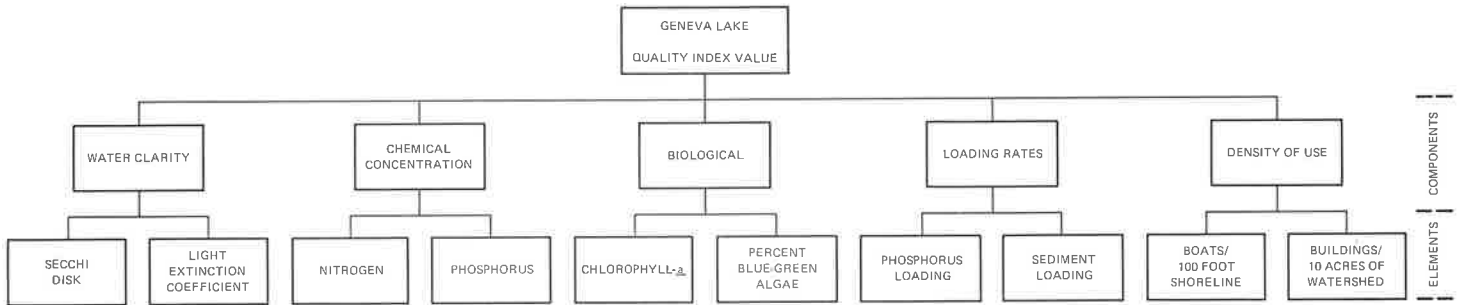 GENEVA LAKE
QUALITY INDEX VALUE
WATER CLARITY
CHEMICAL
CONCENTRATION
BIOLOGICAL
LOADING RATES
DENSITY OF USE
COMPONENTS
SECCHI
DISK
LIGHT
EXTINCTION
COEFFICIENT
NITROGEN
PHOSPHORUS
CHLOROPHYLL-a
PERCENT
BLUE-GREEN
ALGAE
PHOSPHORUS
LOADING
SEDIMENT
LOADING
BOATS/
100 FOOT
SHORELINE
BUILDINGS/
10 ACRES OF
WATERSHED
ELEMENTS